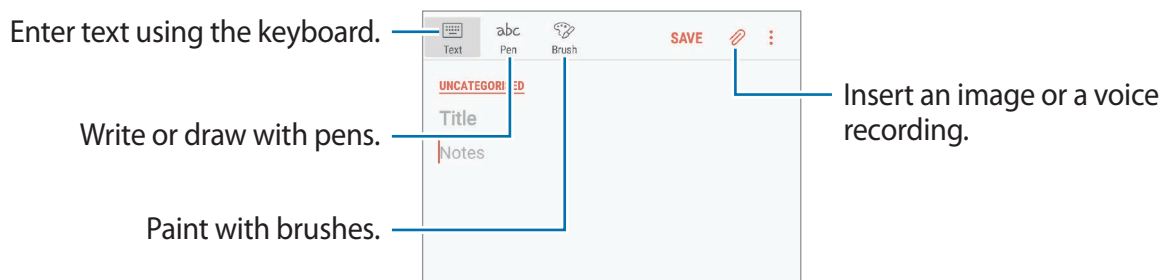 Enter text using the keyboard.
Text
abc
Pen
Brush
SAVE
UNCATEGORISED
Insert an image or a voice
recording.
Title
Write or draw with pens.
Notes
Paint with brushes.